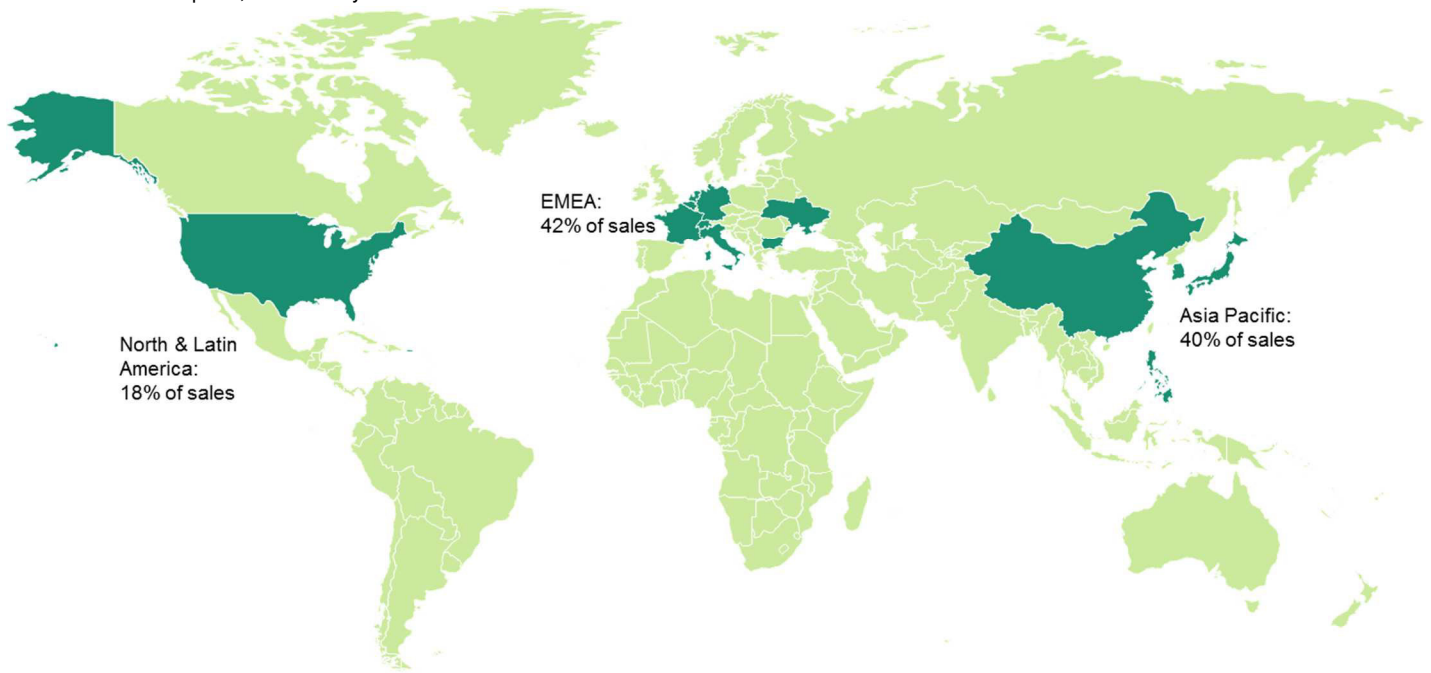 EMEA:
42% of sales
Asia Pacific:
40% of sales
North & Latin
America:
18% of sales